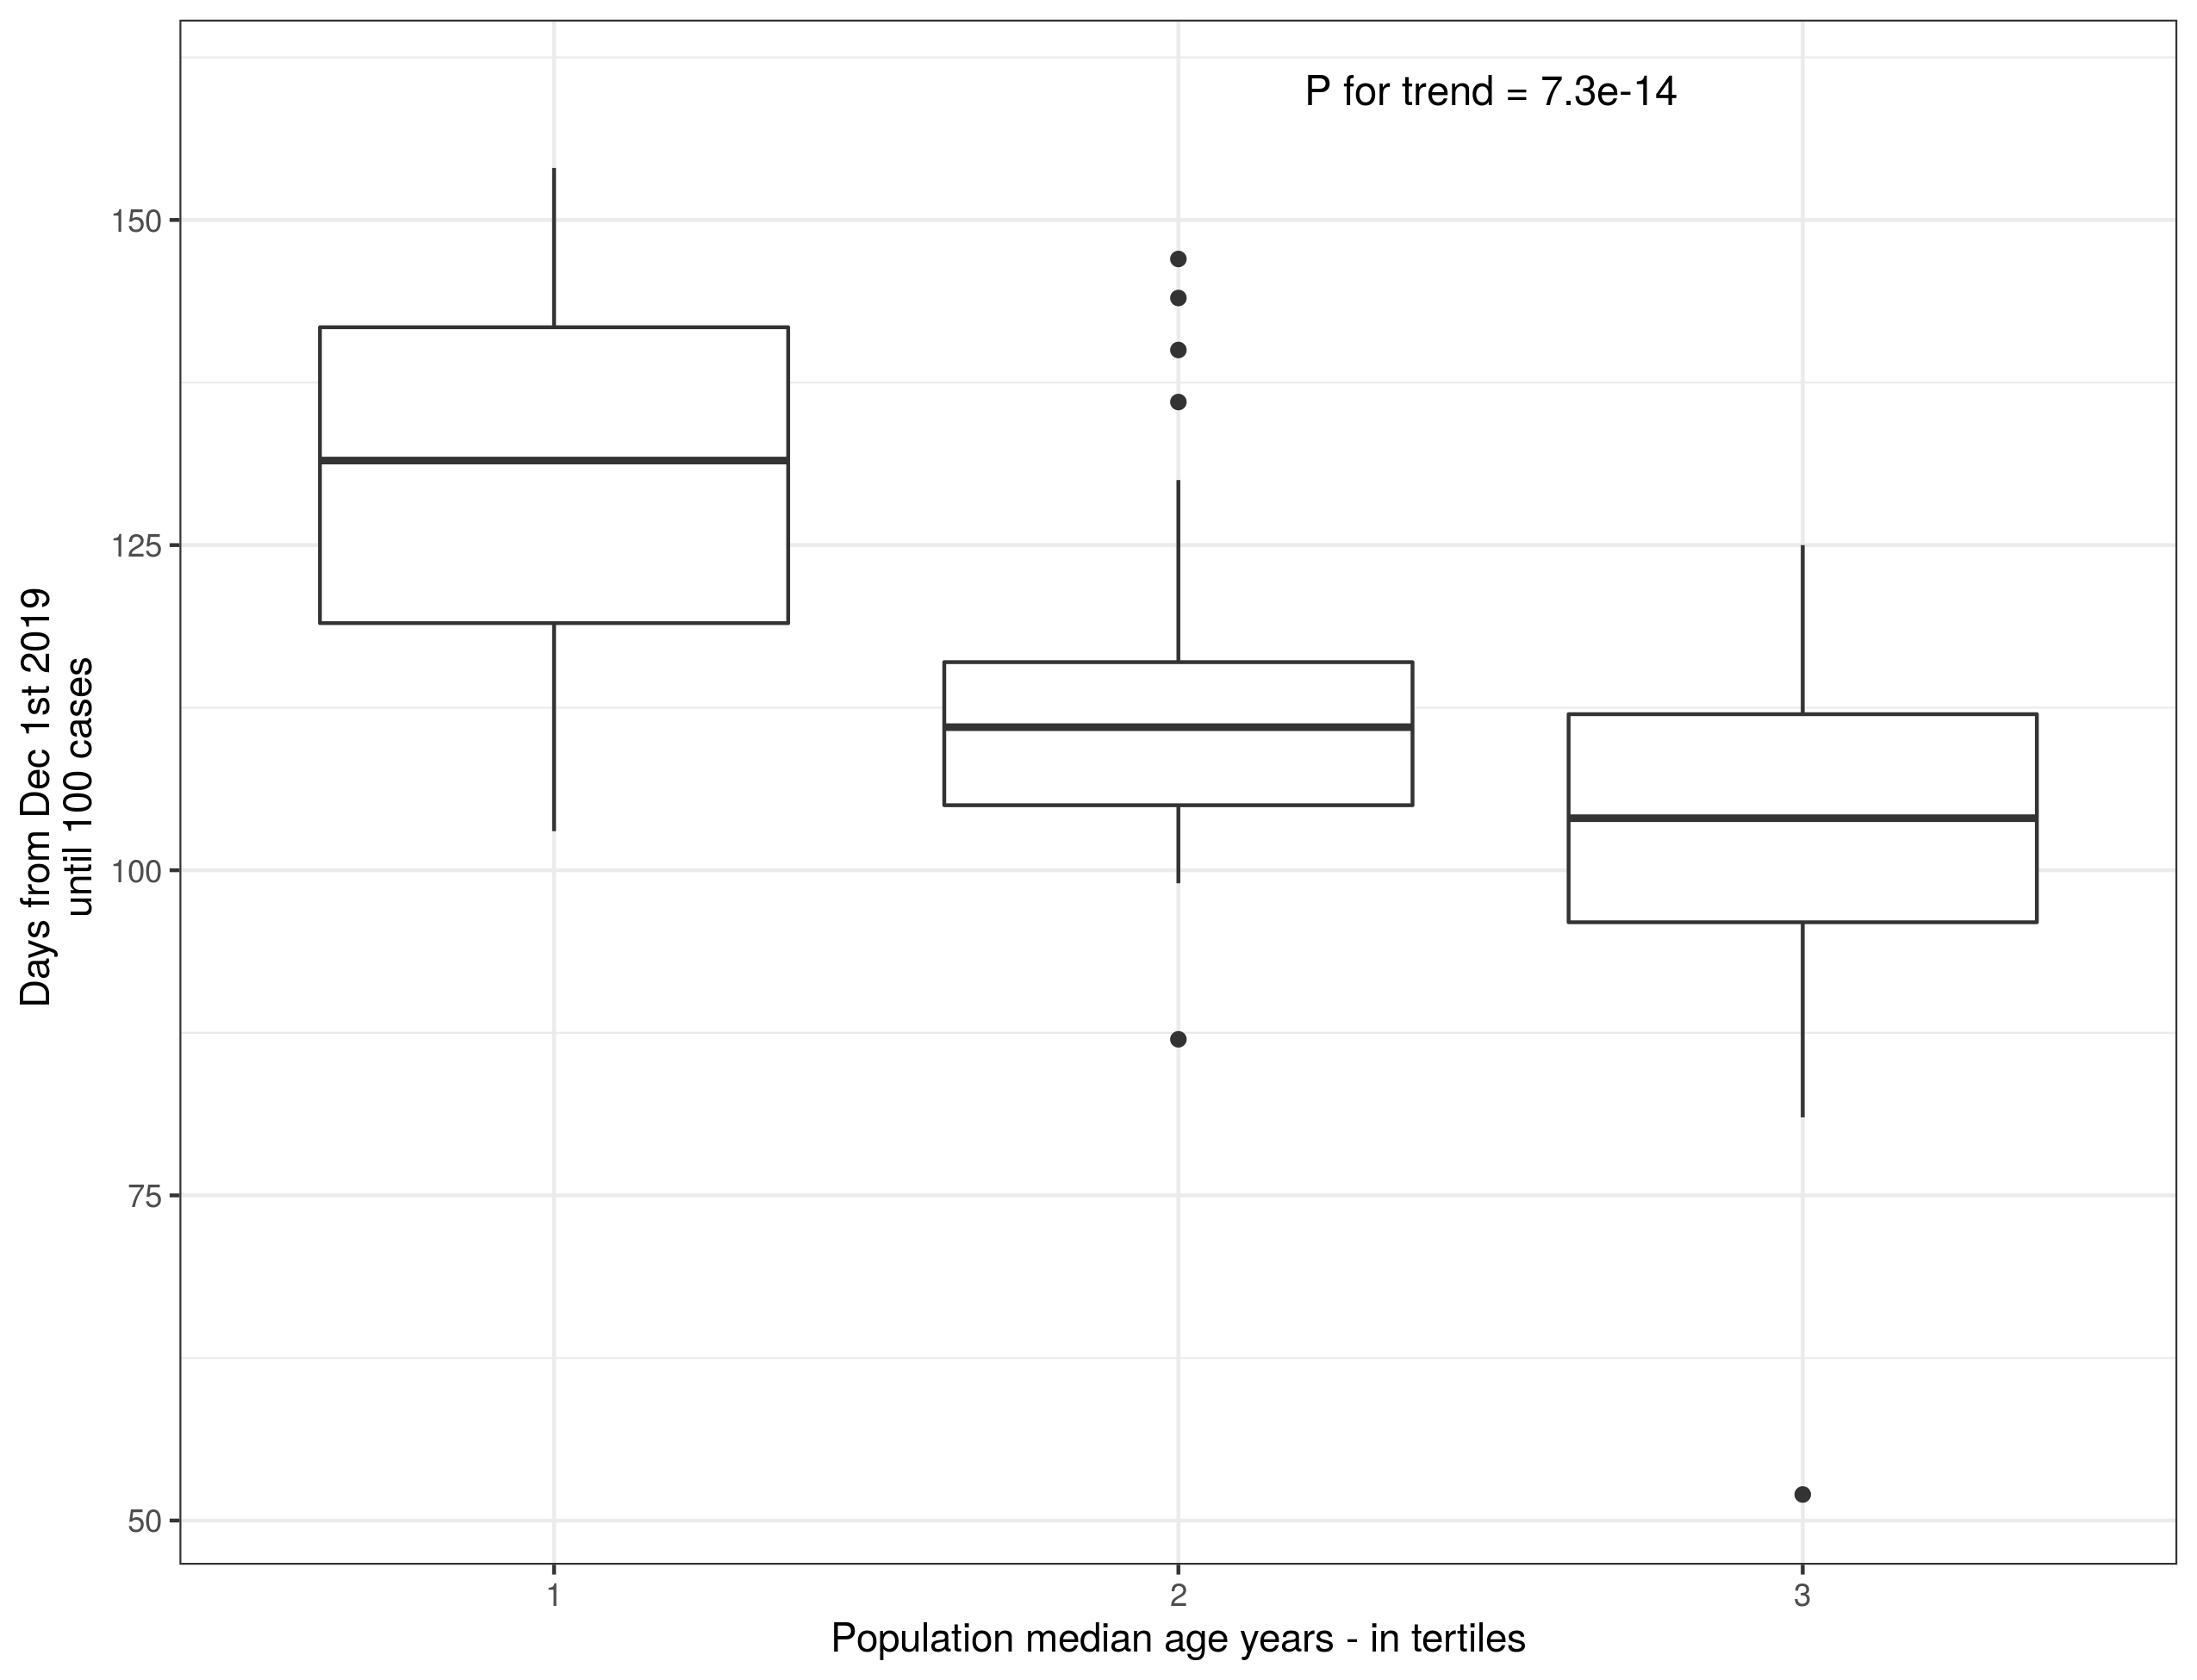 P for trend = 7.3e-14
150
125
100
75
50
Days from Dec 1st 2019
until 100 cases
1
2
3
Population median age years - in tertiles